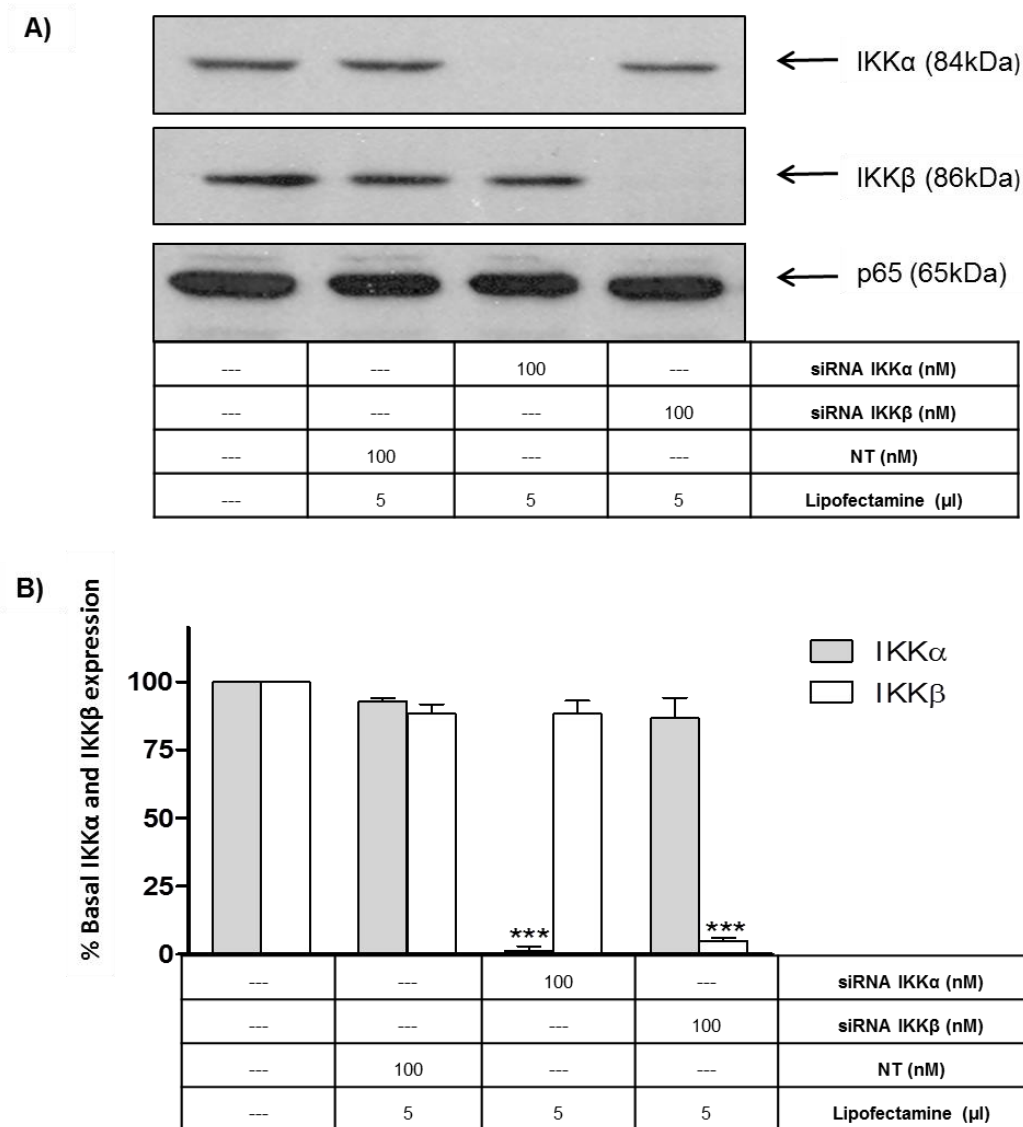 A)
IKKα (84kDa)
IKKβ (86kDa)
p65 (65kDa)
--- --- 100 --- siRNA IKKα (nM)
--- --- --- 100 siRNA IKKβ (nM)
--- 100 --- --- NT (nM)
--- 5 5 5 Lipofectamine (µl)
B)
% Basal IKKα and IKKβ expression
100
75
50
25
0
*** ***
IKKα
IKKβ
--- --- 100 --- siRNA IKKα (nM)
--- --- --- 100 siRNA IKKβ (nM)
--- 100 --- --- NT (nM)
--- 5 5 5 Lipofectamine (µl)